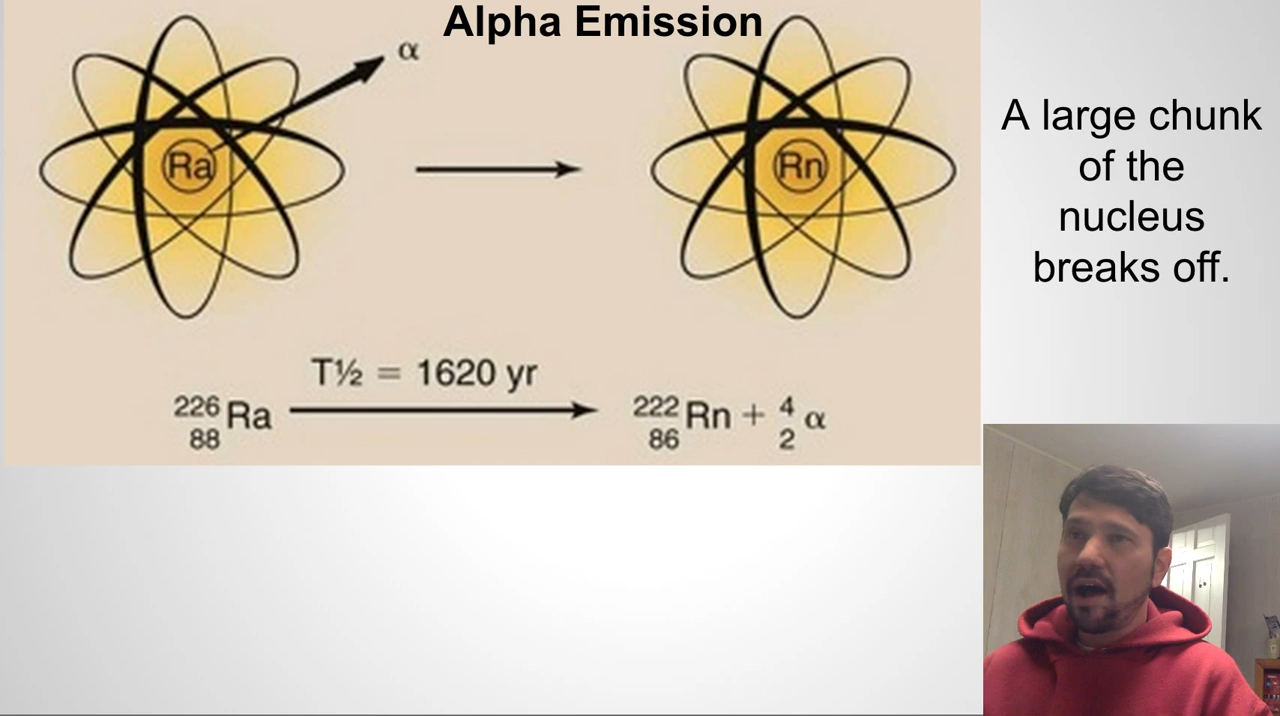 Alpha Emission
α
Ra
Rn
T½ = 1620 yr
²²⁶₈₈Ra ²²²₈₆Rn + ⁴₂α
A large chunk
of the
nucleus
breaks off.